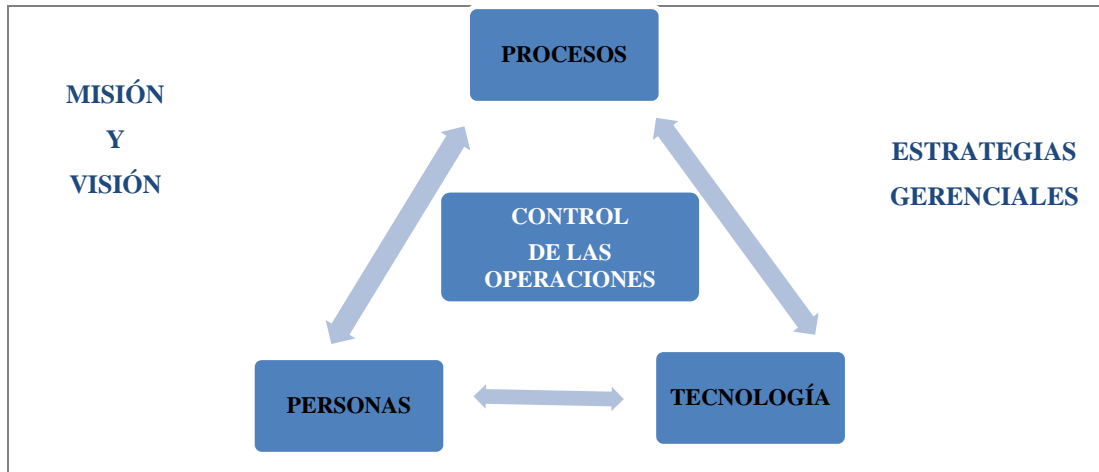 PROCESOS
MISIÓN
Y
VISIÓN
ESTRATEGIAS
GERENCIALES
CONTROL
DE LAS
OPERACIONES
PERSONAS
TECNOLOGÍA